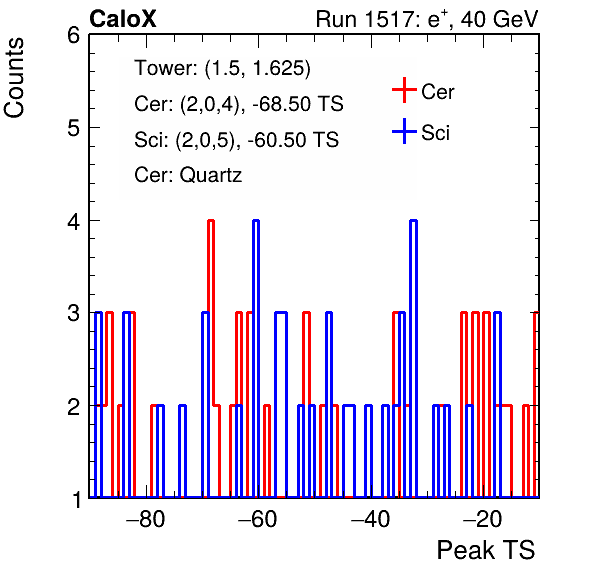 CaloX Run 1517: e⁺, 40 GeV
Counts
Tower: (1.5, 1.625)
Cer: (2,0,4), -68.50 TS
Sci: (2,0,5), -60.50 TS
Cer: Quartz
Cer
Sci
6
5
4
3
2
1
−80 −60 −40 −20
Peak TS